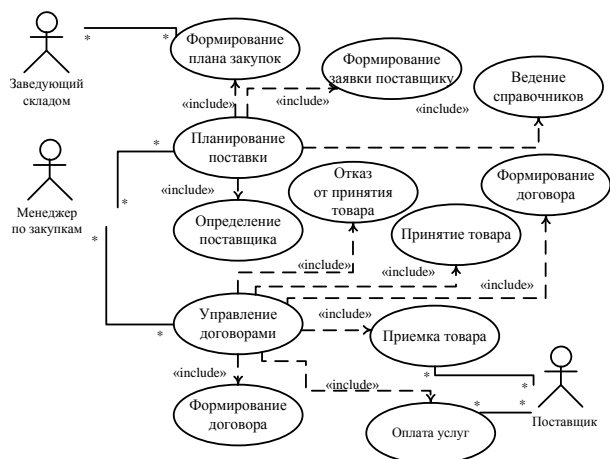 *
*
Формирование
плана закупок
Формирование
заявки поставщику
Ведение
справочников
Заведующий
складом
«include»
«include»
«include»
*
Планирование
поставки
Менеджер
по закупкам
*
«include»
Отказ
от принятия
товара
Формирование
договора
Определение
поставщика
Принятие товара
*
«include»
«include»
«include»
Управление
договорами
*
«include»
Приемка товара
*
*
«include»
«include»
Формирование
договора
Оплата услуг
*
*
Поставщик